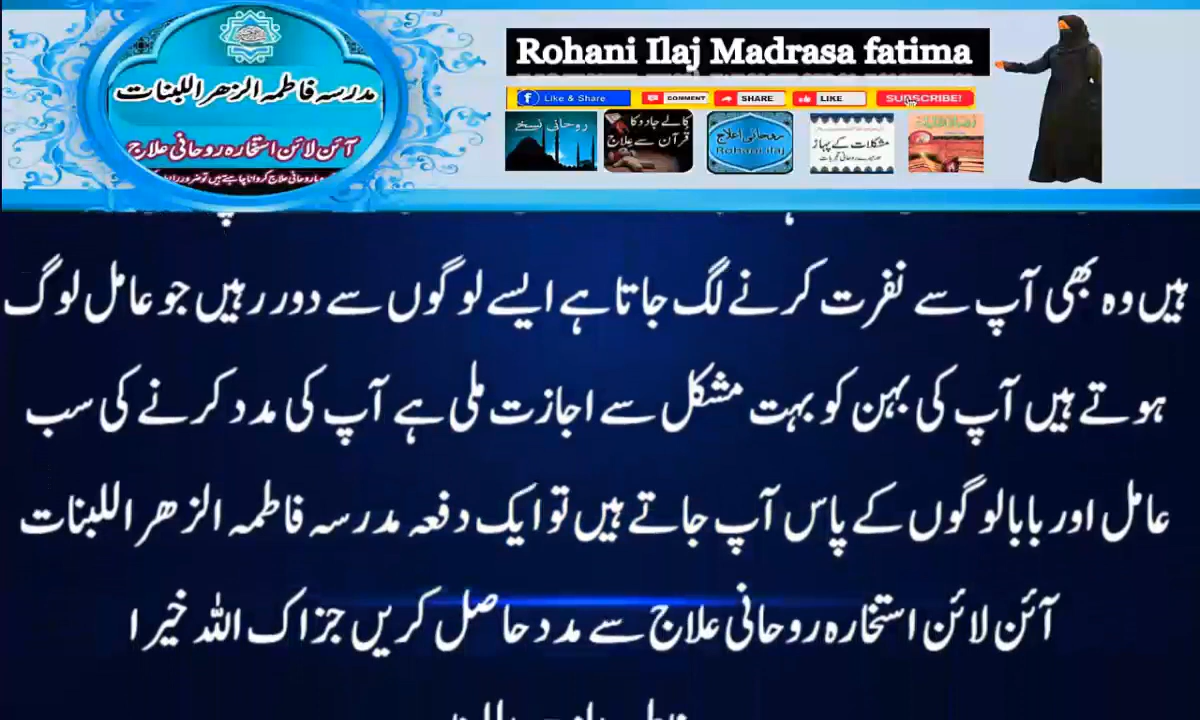 مدرسہ فاطمہ الزھراللبنات
آئن لائن استخارہ روحانی علاج
Rohani Ilaj Madrasa fatima
Like & Share
COMMENT
SHARE
LIKE
SUBSCRIBE!
روحانی نسخے
کالے جادو کا
قرآن سے علاج
روحانی علاج
Rohani ilaj
مشکلات کے پہاڑ
ہیں وہ بھی آپ سے نفرت کرنے لگ جاتا ہے ایسے لوگوں سے دور رہیں جو عامل لوگ
ہوتے ہیں آپ کی بہن کو بہت مشکل سے اجازت ملی ہے آپ کی مدد کرنے کی سب
عامل اور بابا لوگوں کے پاس آپ جاتے ہیں تو ایک دفعہ مدرسہ فاطمہ الزھراللبنات
آئن لائن استخارہ روحانی علاج سے مدد حاصل کریں جزاک اللہ خیرا